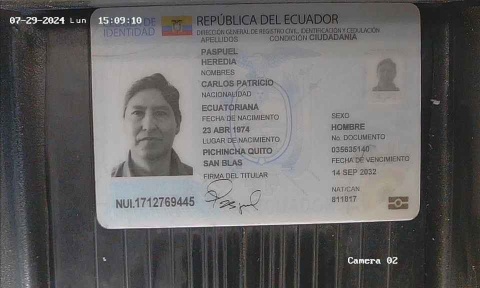 07-29-2024 Lun 15:09:10
REPÚBLICA DEL ECUADOR
DE IDENTIDAD
DIRECCIÓN GENERAL DE REGISTRO CIVIL, IDENTIFICACIÓN Y CEDULACIÓN
APELLIDOS
CONDICIÓN CIUDADANÍA
PASPUEL
HEREDIA
NOMBRES
CARLOS PATRICIO
NACIONALIDAD
ECUATORIANA
FECHA DE NACIMIENTO
23 ABR 1974
LUGAR DE NACIMIENTO
PICHINCHA QUITO
SAN BLAS
FIRMA DEL TITULAR
SEXO
HOMBRE
No. DOCUMENTO
035635140
FECHA DE VENCIMIENTO
14 SEP 2032
NAT/CAN
811817
NUI.1712769445
Camera 02